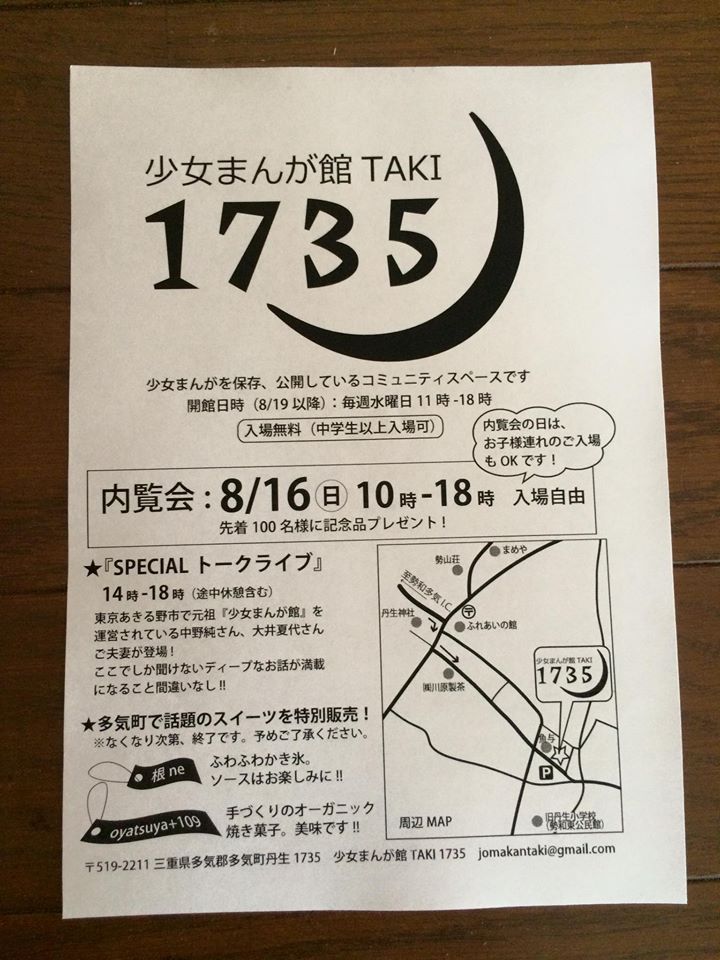 少女まんが館 TAKI
1735
少女まんがを保存、公開しているコミュニティスペースです
開館日時（8/19 以降）：毎週水曜日 11 時 -18 時
入場無料（中学生以上入場可）
内覧会の日は、
お子様連れのご入場
も OK です！
内覧会：8/16 ㊐ 10 時 -18 時　入場自由
先着 100 名様に記念品プレゼント！
★『SPECIAL トークライブ』
14 時 -18 時（途中休憩含む）
東京あきる野市で元祖『少女まんが館』を
運営されている中野純さん、大井夏代さん
ご夫妻が登場！
ここでしか聞けないディープなお話が満載
になること間違いなし!!
★多気町で話題のスイーツを特別販売！
※なくなり次第、終了です。予めご了承ください。
根 ne
ふわふわかき氷。
ソースはお楽しみに!!
oyatsuya+109
手づくりのオーガニック
焼き菓子。美味です!!
まめや
勢山荘
至勢和多気 I.C.
〒
丹生神社
ふれあいの館
㈱川原製茶
少女まんが館 TAKI
1735
魚与
P
旧丹生小学校
（勢和東公民館）
周辺 MAP
〒519-2211 三重県多気郡多気町丹生 1735　少女まんが館 TAKI 1735　jomakantaki@gmail.com